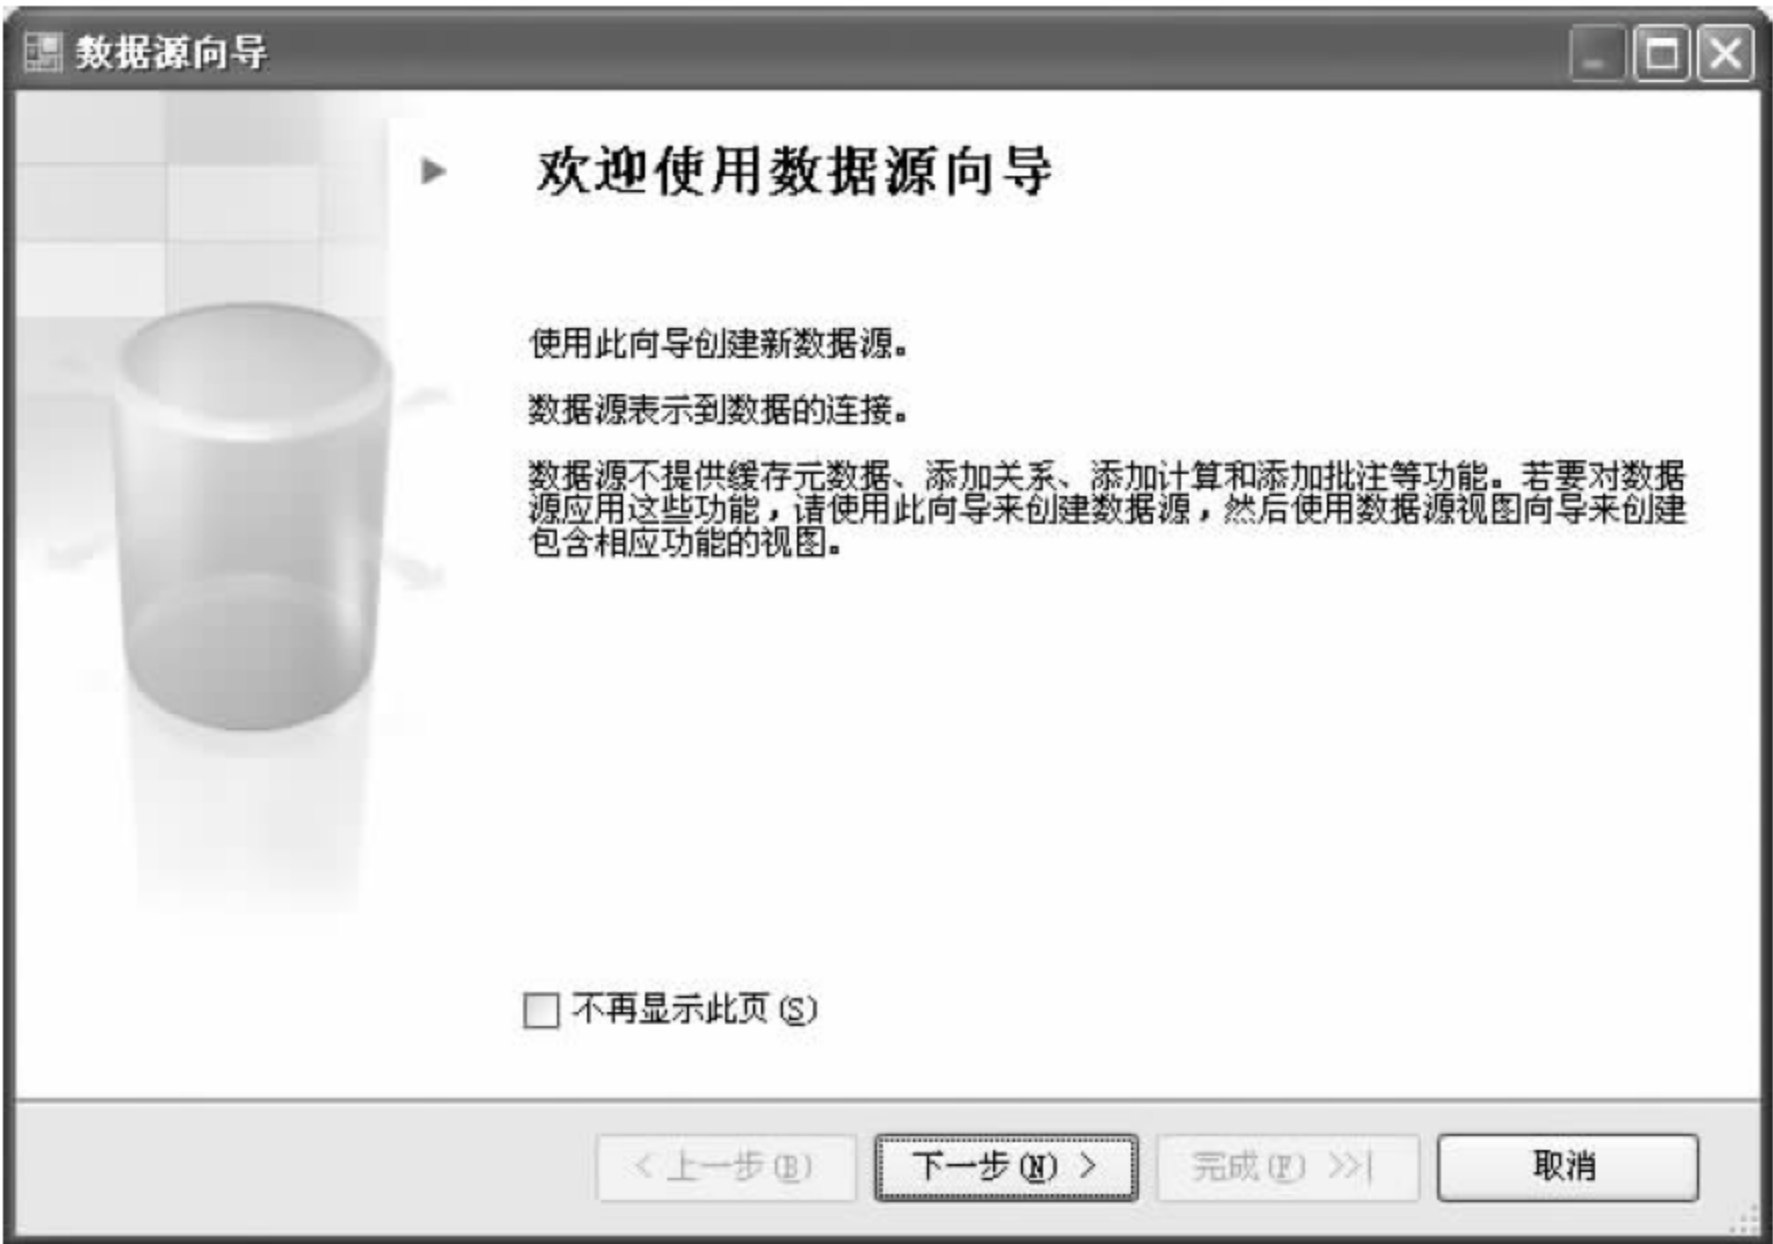 数据源向导
欢迎使用数据源向导
使用此向导创建新数据源。
数据源表示到数据的连接。
数据源不提供缓存元数据、添加关系、添加计算和添加批注等功能。若要对数据
源应用这些功能，请使用此向导来创建数据源，然后使用数据源视图向导来创建
包含相应功能的视图。
不再显示此页(S)
< 上一步(B) 下一步(N) > 完成(F) >>| 取消